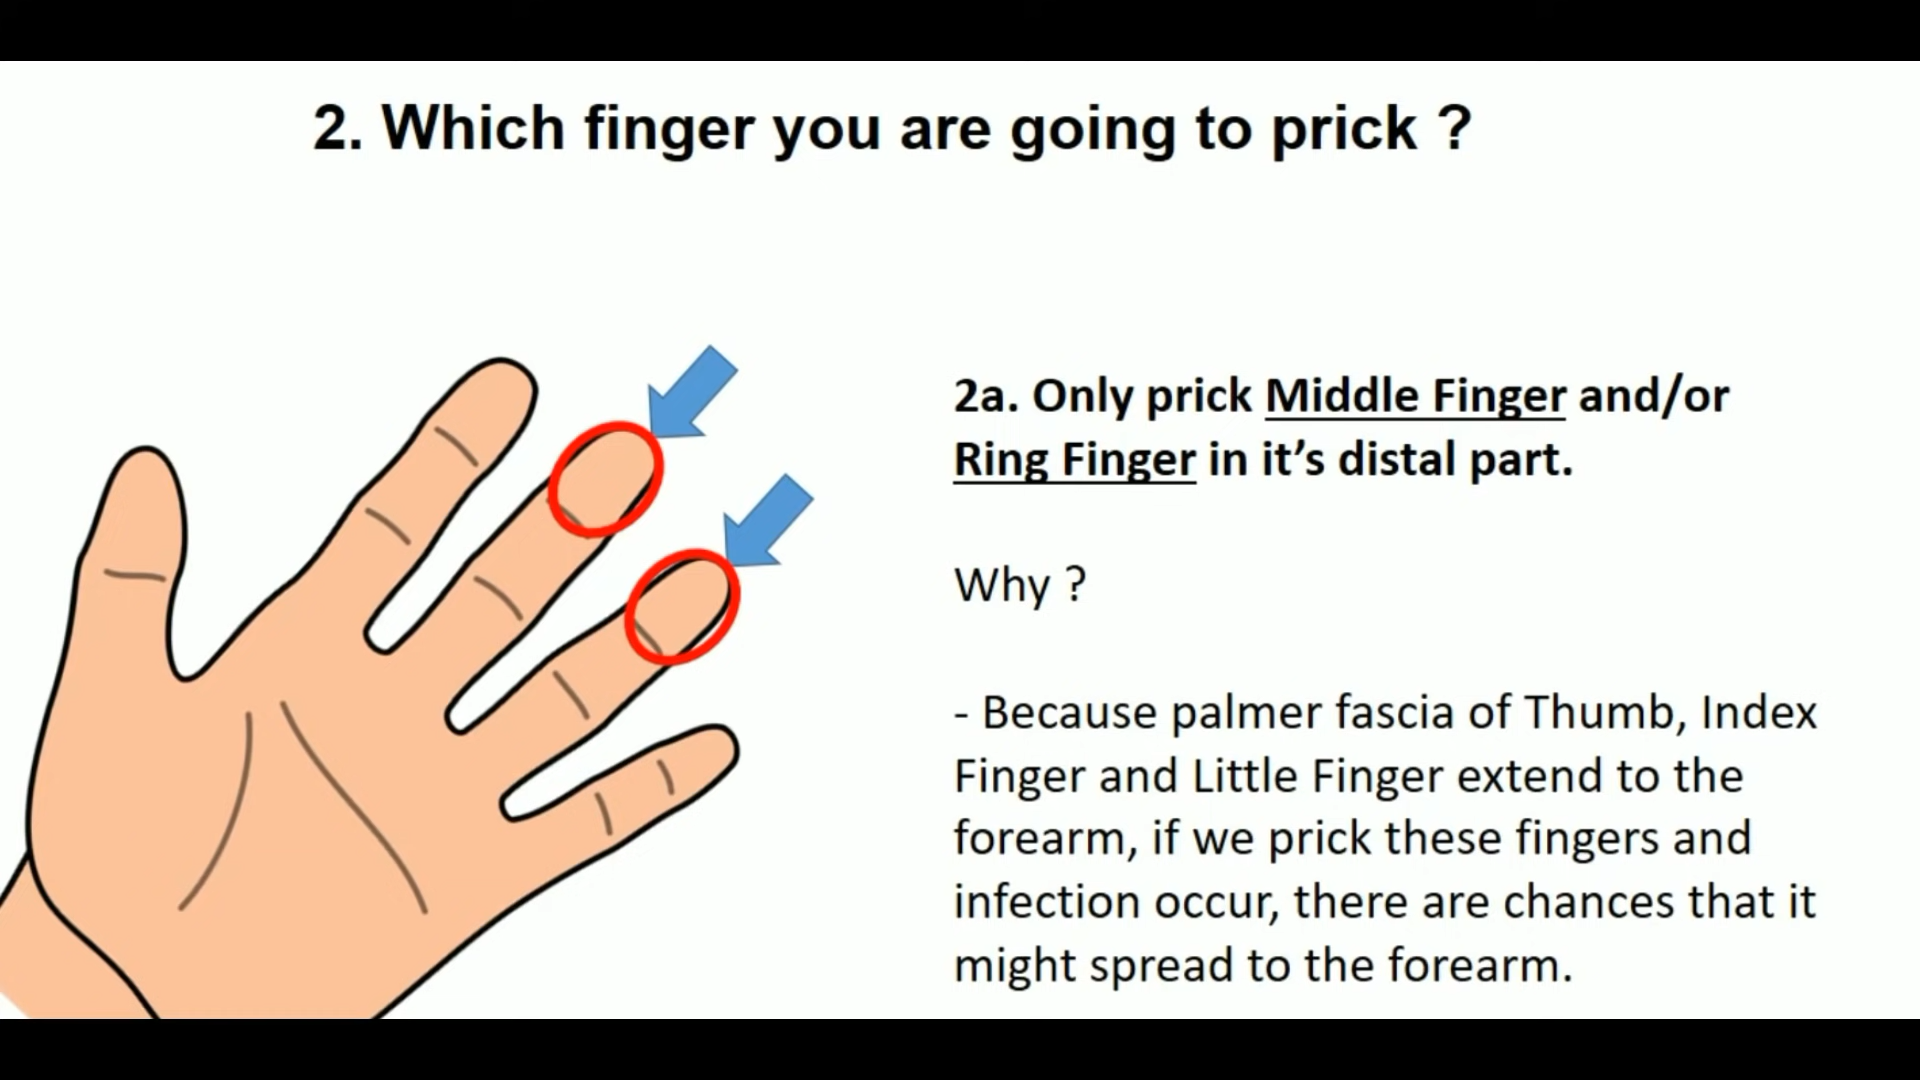 2. Which finger you are going to prick ?
2a. Only prick Middle Finger and/or
Ring Finger in it’s distal part.
Why ?
- Because palmer fascia of Thumb, Index
Finger and Little Finger extend to the
forearm, if we prick these fingers and
infection occur, there are chances that it
might spread to the forearm.